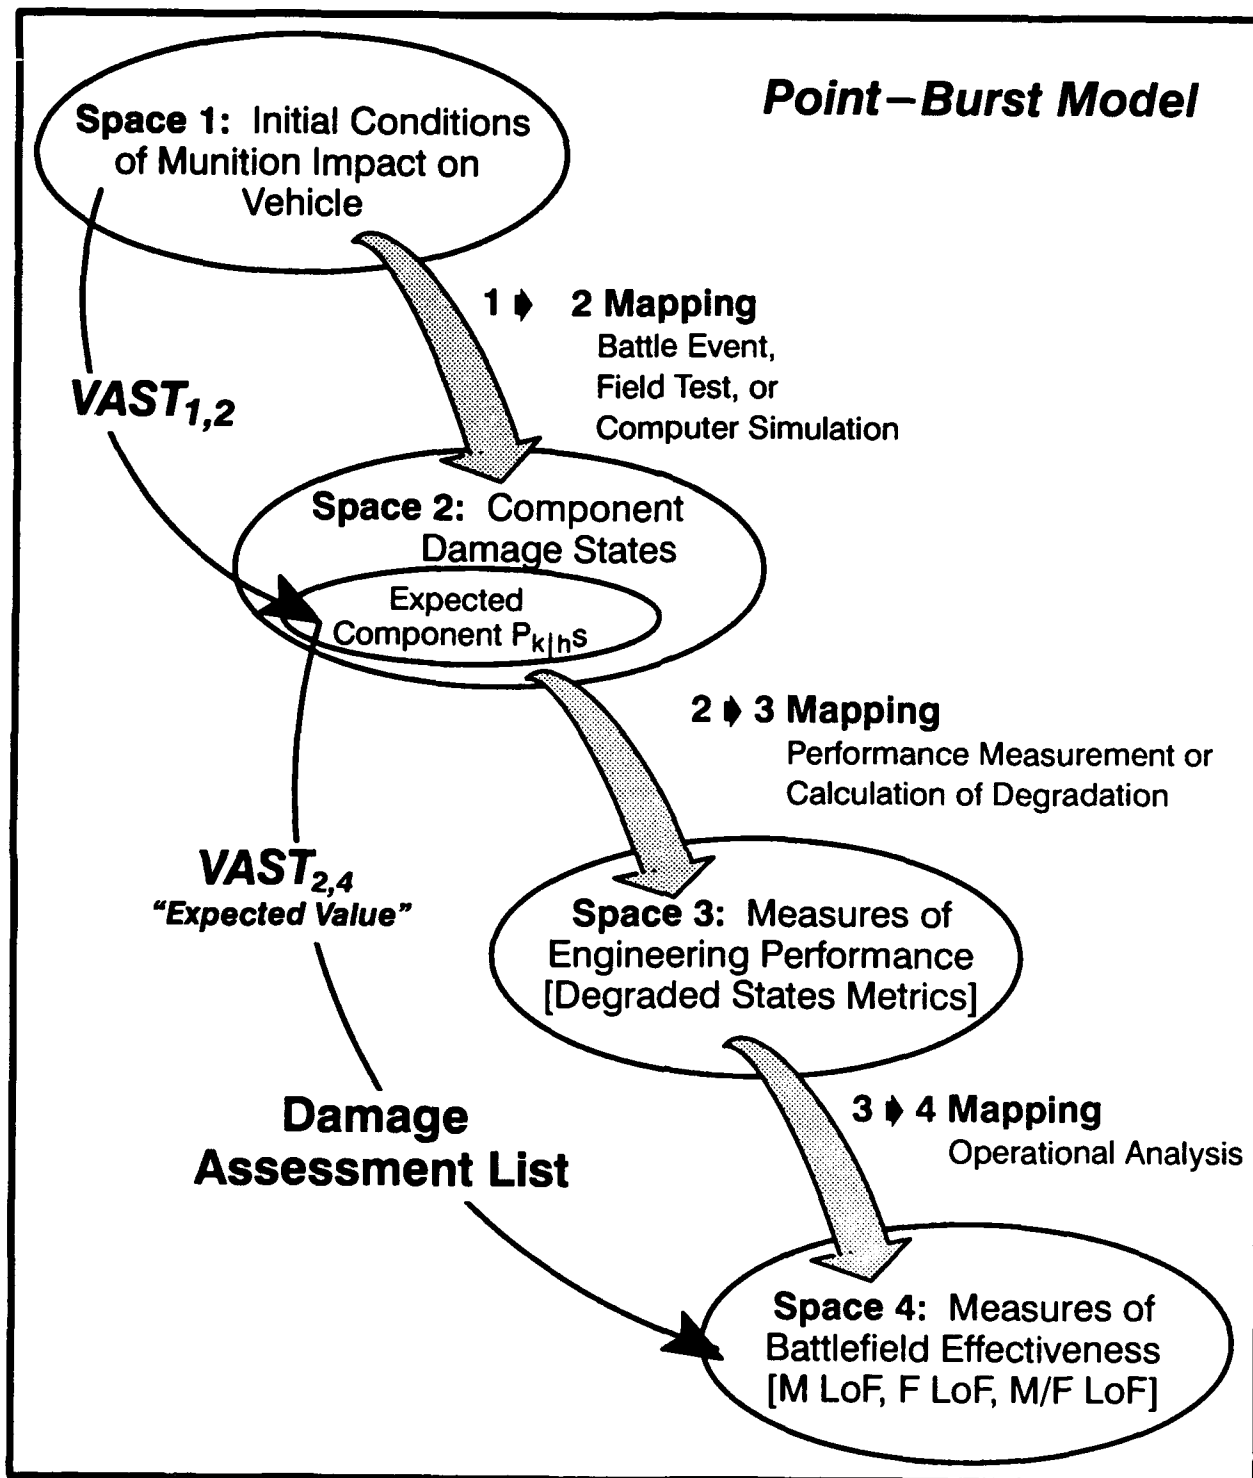 Point–Burst Model
Space 1: Initial Conditions
of Munition Impact on
Vehicle
1 ➧ 2 Mapping
Battle Event,
Field Test, or
Computer Simulation
VAST1,2
Space 2: Component
Damage States
Expected
Component Pk|hs
2 ➧ 3 Mapping
Performance Measurement or
Calculation of Degradation
VAST2,4
"Expected Value"
Space 3: Measures of
Engineering Performance
[Degraded States Metrics]
Damage
Assessment List
3 ➧ 4 Mapping
Operational Analysis
Space 4: Measures of
Battlefield Effectiveness
[M LoF, F LoF, M/F LoF]